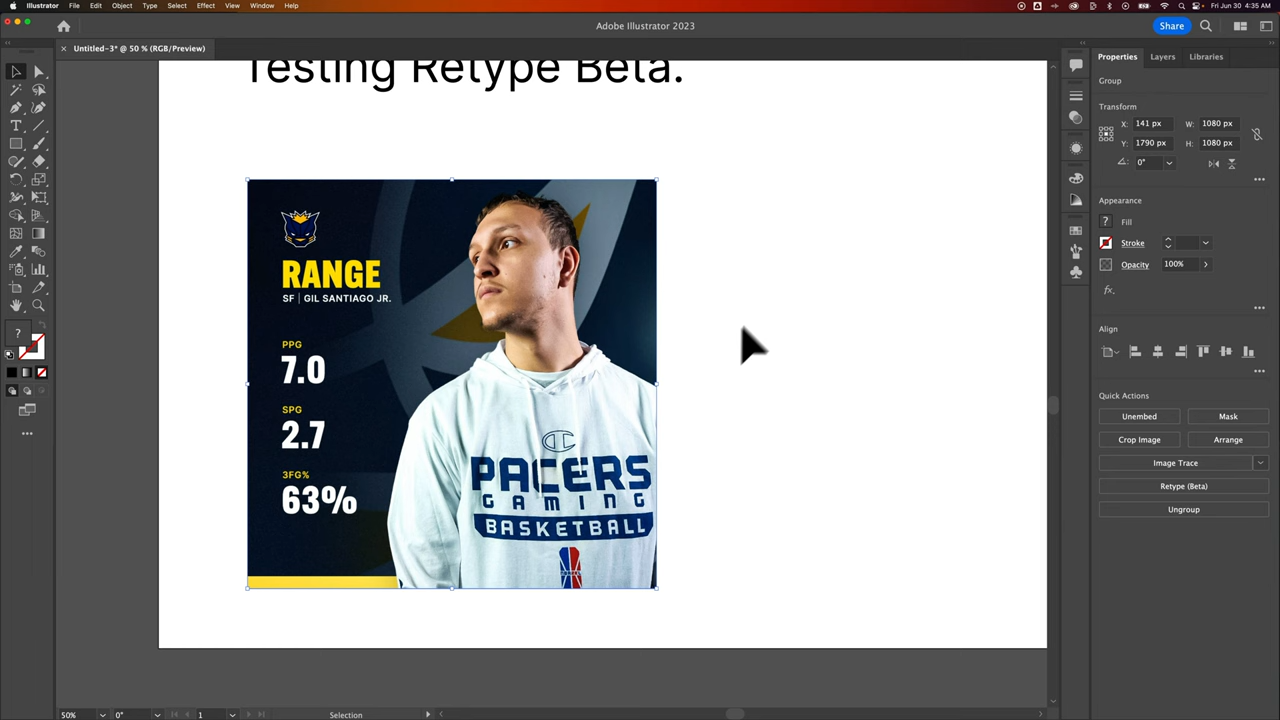 Illustrator File Edit Object Type Select Effect View Window Help
Fri Jun 30 4:35 AM
Adobe Illustrator 2023
Share
Untitled-3* @ 50 % (RGB/Preview)
Testing Retype Beta.
RANGE
SF | GIL SANTIAGO JR.
PPG
7.0
SPG
2.7
3FG%
63%
PACERS
GAMING
BASKETBALL
Properties Layers Libraries
Group
Transform
X: 141 px W: 1080 px
Y: 1790 px H: 1080 px
0°
Appearance
? Fill
Stroke
Opacity 100%
fx.
Align
Quick Actions
Unembed Mask
Crop Image Arrange
Image Trace
Retype (Beta)
Ungroup
?
50% 0° 1 Selection